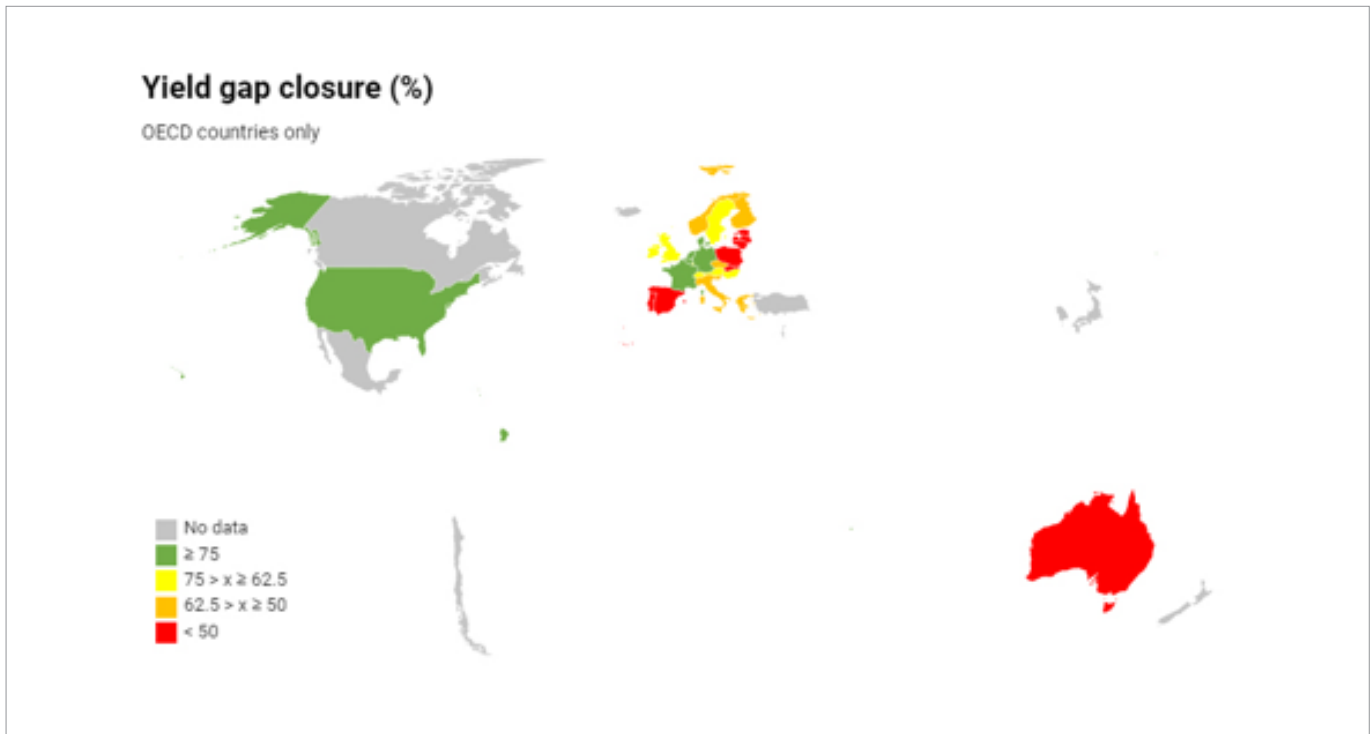 Yield gap closure (%)
OECD countries only
No data
≥ 75
75 > x ≥ 62.5
62.5 > x ≥ 50
< 50